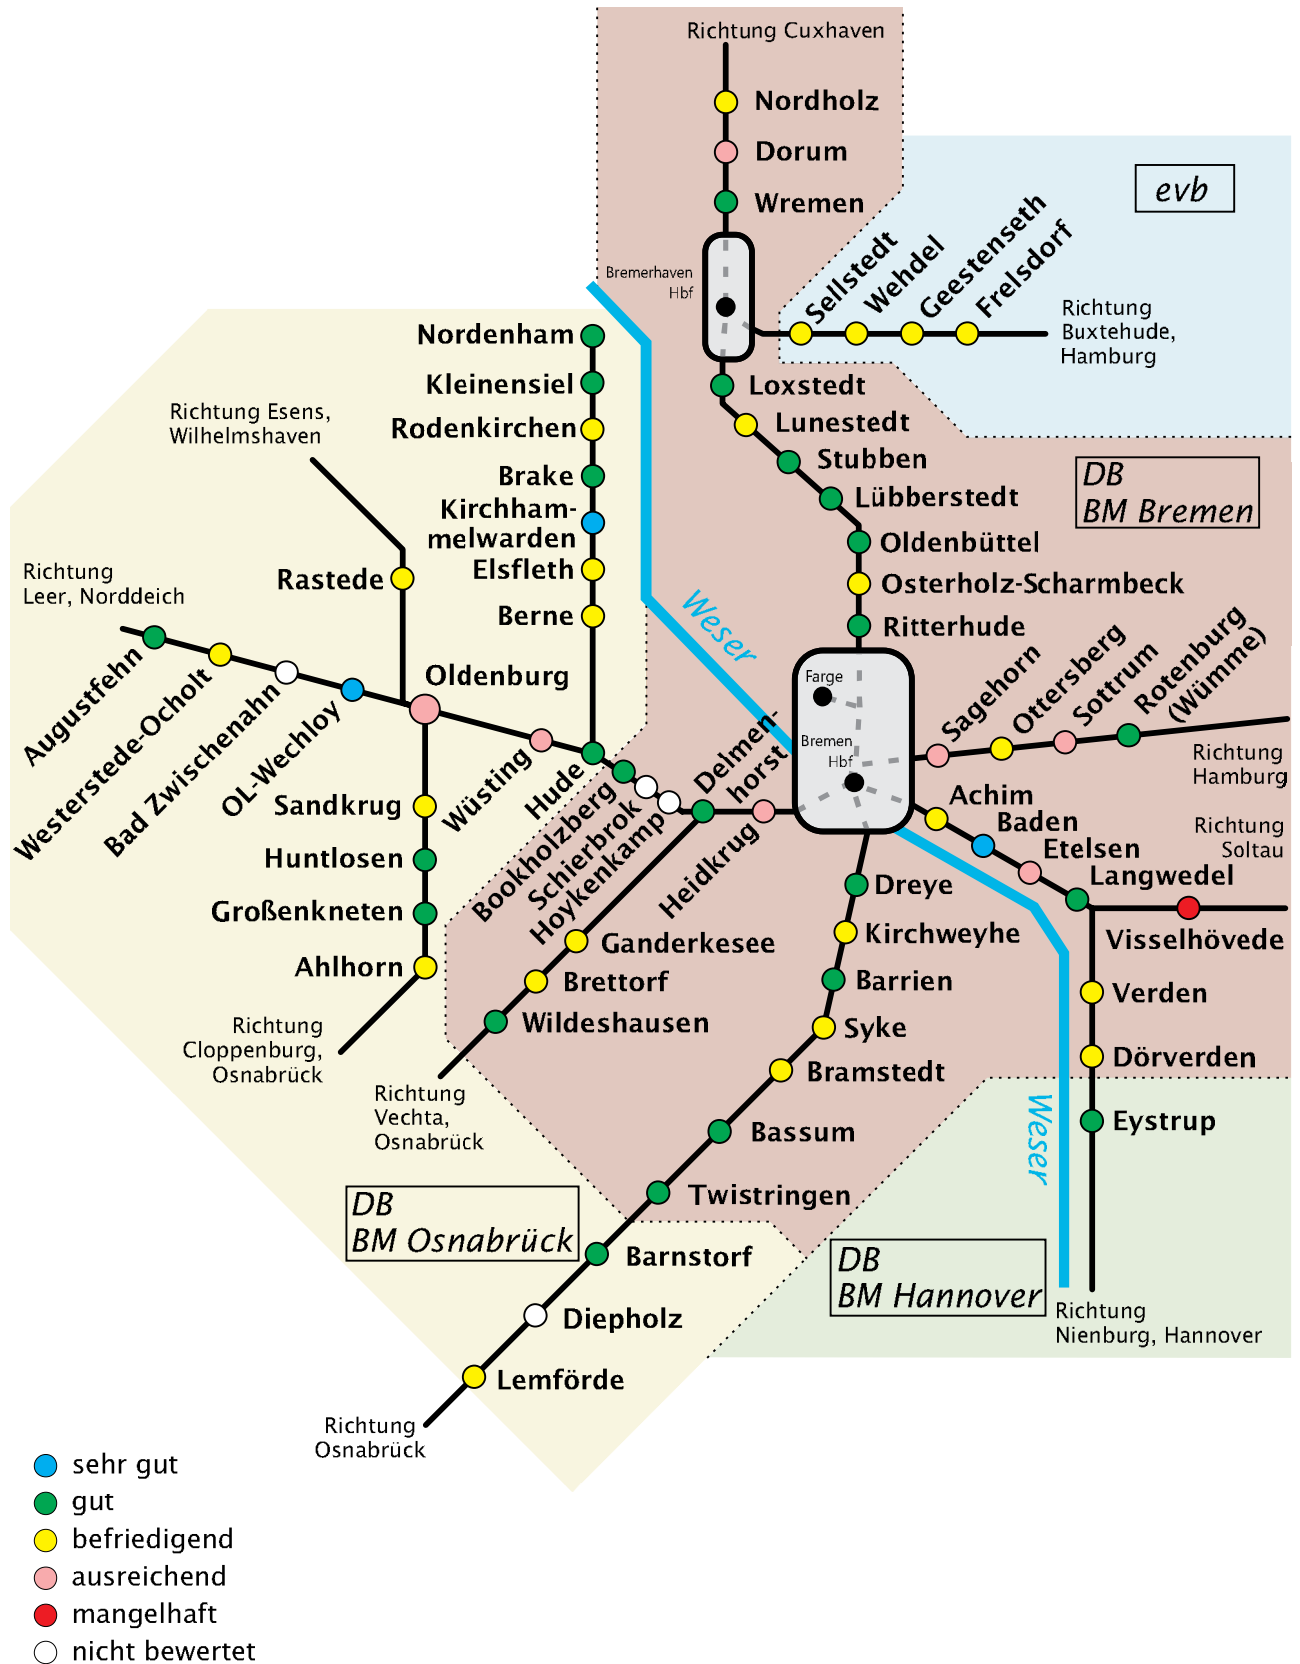 Richtung Cuxhaven
Nordholz
Dorum
Wremen
evb
Bremerhaven
Hbf
Sellstedt
Wehdel
Geestenseth
Frelsdorf
Richtung
Buxtehude,
Hamburg
Nordenham
Kleinensiel
Rodenkirchen
Brake
Kirchham-
melwarden
Elsfleth
Berne
Loxstedt
Lunestedt
Stubben
Lübberstedt
Oldenbüttel
Osterholz-Scharmbeck
Ritterhude
DB
BM Bremen
Richtung Esens,
Wilhelmshaven
Rastede
Richtung
Leer, Norddeich
Augustfehn
Westerstede-Ocholt
Bad Zwischenahn
OL-Wechloy
Oldenburg
Wüsting
Hude
Bookholzberg
Schierbrok
Hoykenkamp
Delmen-
horst
Heidkrug
Weser
Farge
Bremen
Hbf
Sagehorn
Ottersberg
Sottrum
Rotenburg
(Wümme)
Richtung
Hamburg
Achim
Baden
Etelsen
Langwedel
Richtung
Soltau
Visselhövede
Verden
Dörverden
Eystrup
Sandkrug
Huntlosen
Großenkneten
Ahlhorn
Richtung
Cloppenburg,
Osnabrück
Ganderkesee
Brettorf
Wildeshausen
Richtung
Vechta,
Osnabrück
Dreye
Kirchweyhe
Barrien
Syke
Bramstedt
Bassum
Twistringen
Barnstorf
Diepholz
Lemförde
Weser
DB
BM Osnabrück
DB
BM Hannover
Richtung
Nienburg, Hannover
Richtung
Osnabrück
sehr gut
gut
befriedigend
ausreichend
mangelhaft
nicht bewertet